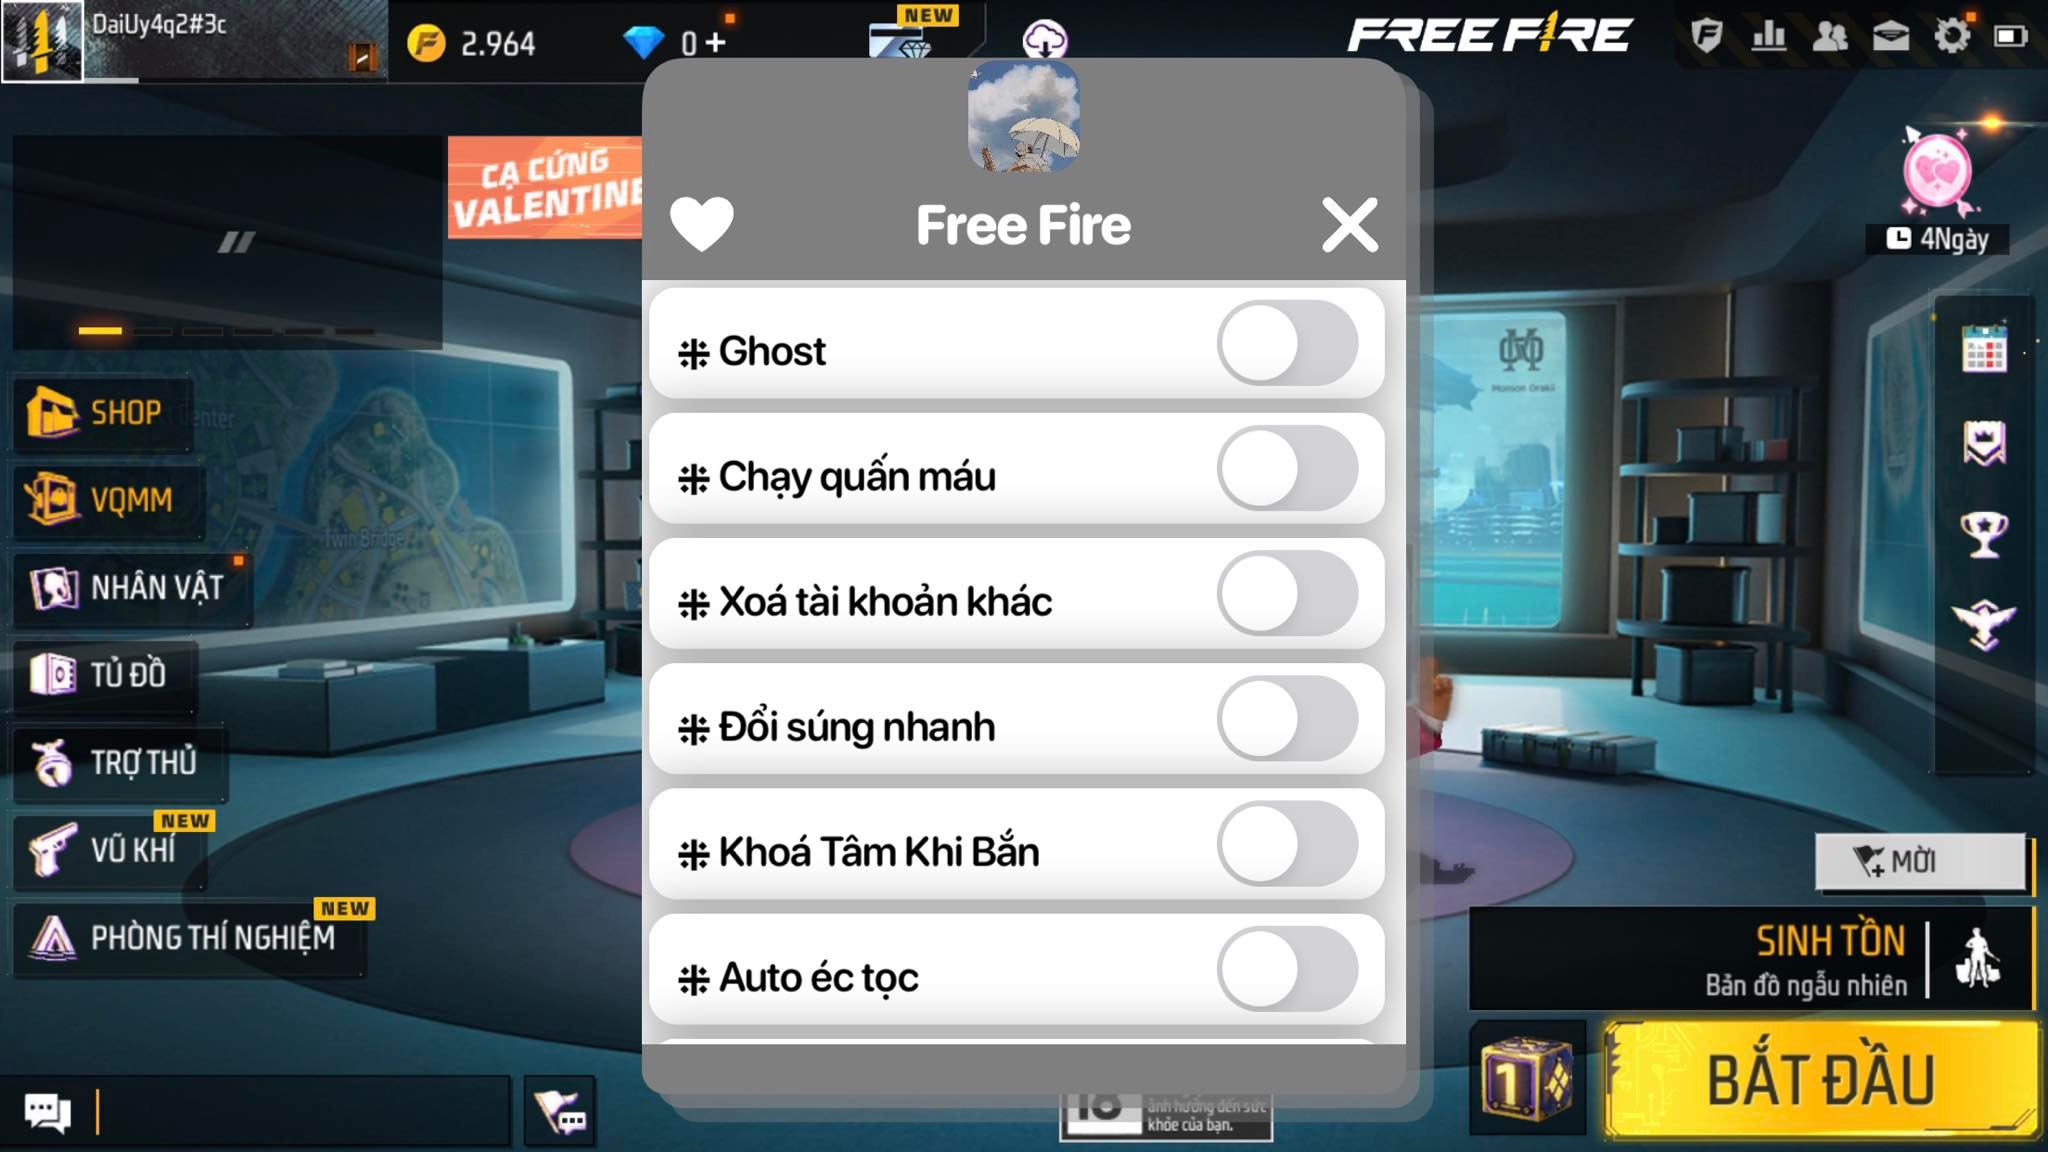 DaiUy4q2#3c
2.964
0 +
NEW
FREE FIRE
CẠ CỨNG
VALENTINE
Free Fire
4Ngày
Ghost
Chạy quấn máu
Xoá tài khoản khác
Đổi súng nhanh
Khoá Tâm Khi Bắn
Auto éc tọc
SHOP
VQMM
NHÂN VẬT
TỦ ĐỒ
TRỢ THỦ
NEW
VŨ KHÍ
NEW
PHÒNG THÍ NGHIỆM
Twin Bridge
MỜI
SINH TỒN
Bản đồ ngẫu nhiên
1
BẮT ĐẦU
18
ảnh hưởng đến sức
khỏe của bạn.